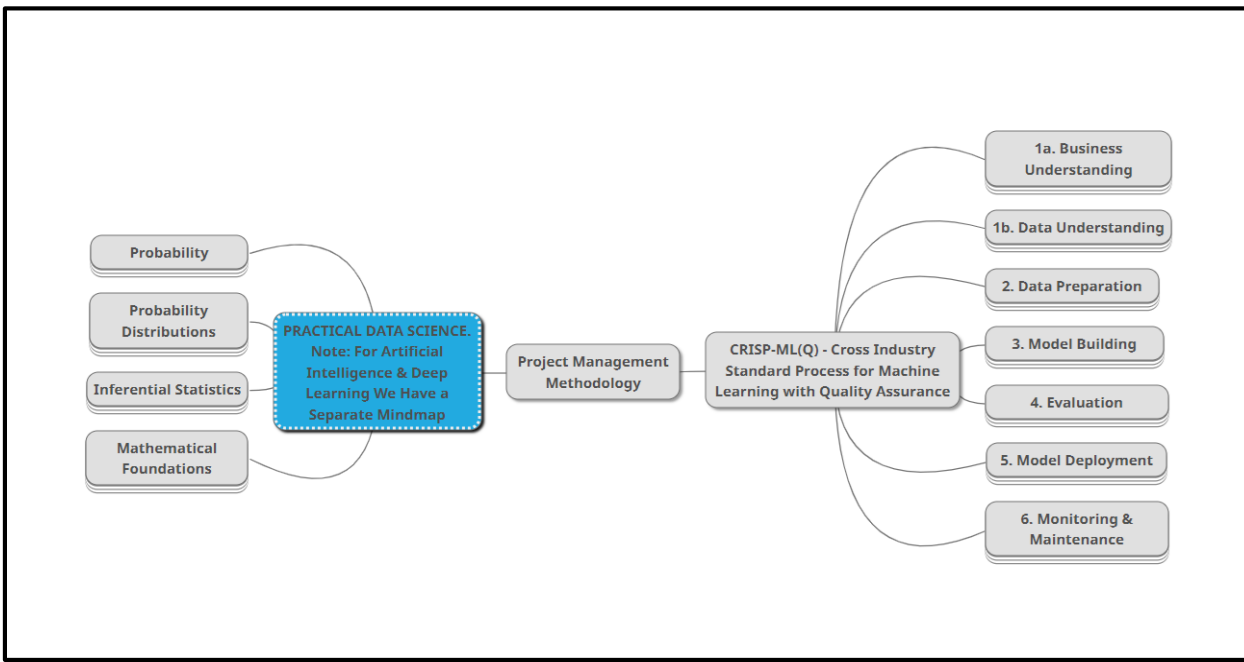 Probability
Probability
Distributions
Inferential Statistics
Mathematical
Foundations
PRACTICAL DATA SCIENCE.
Note: For Artificial
Intelligence & Deep
Learning We Have a
Separate Mindmap
Project Management
Methodology
CRISP-ML(Q) - Cross Industry
Standard Process for Machine
Learning with Quality Assurance
1a. Business
Understanding
1b. Data Understanding
2. Data Preparation
3. Model Building
4. Evaluation
5. Model Deployment
6. Monitoring &
Maintenance